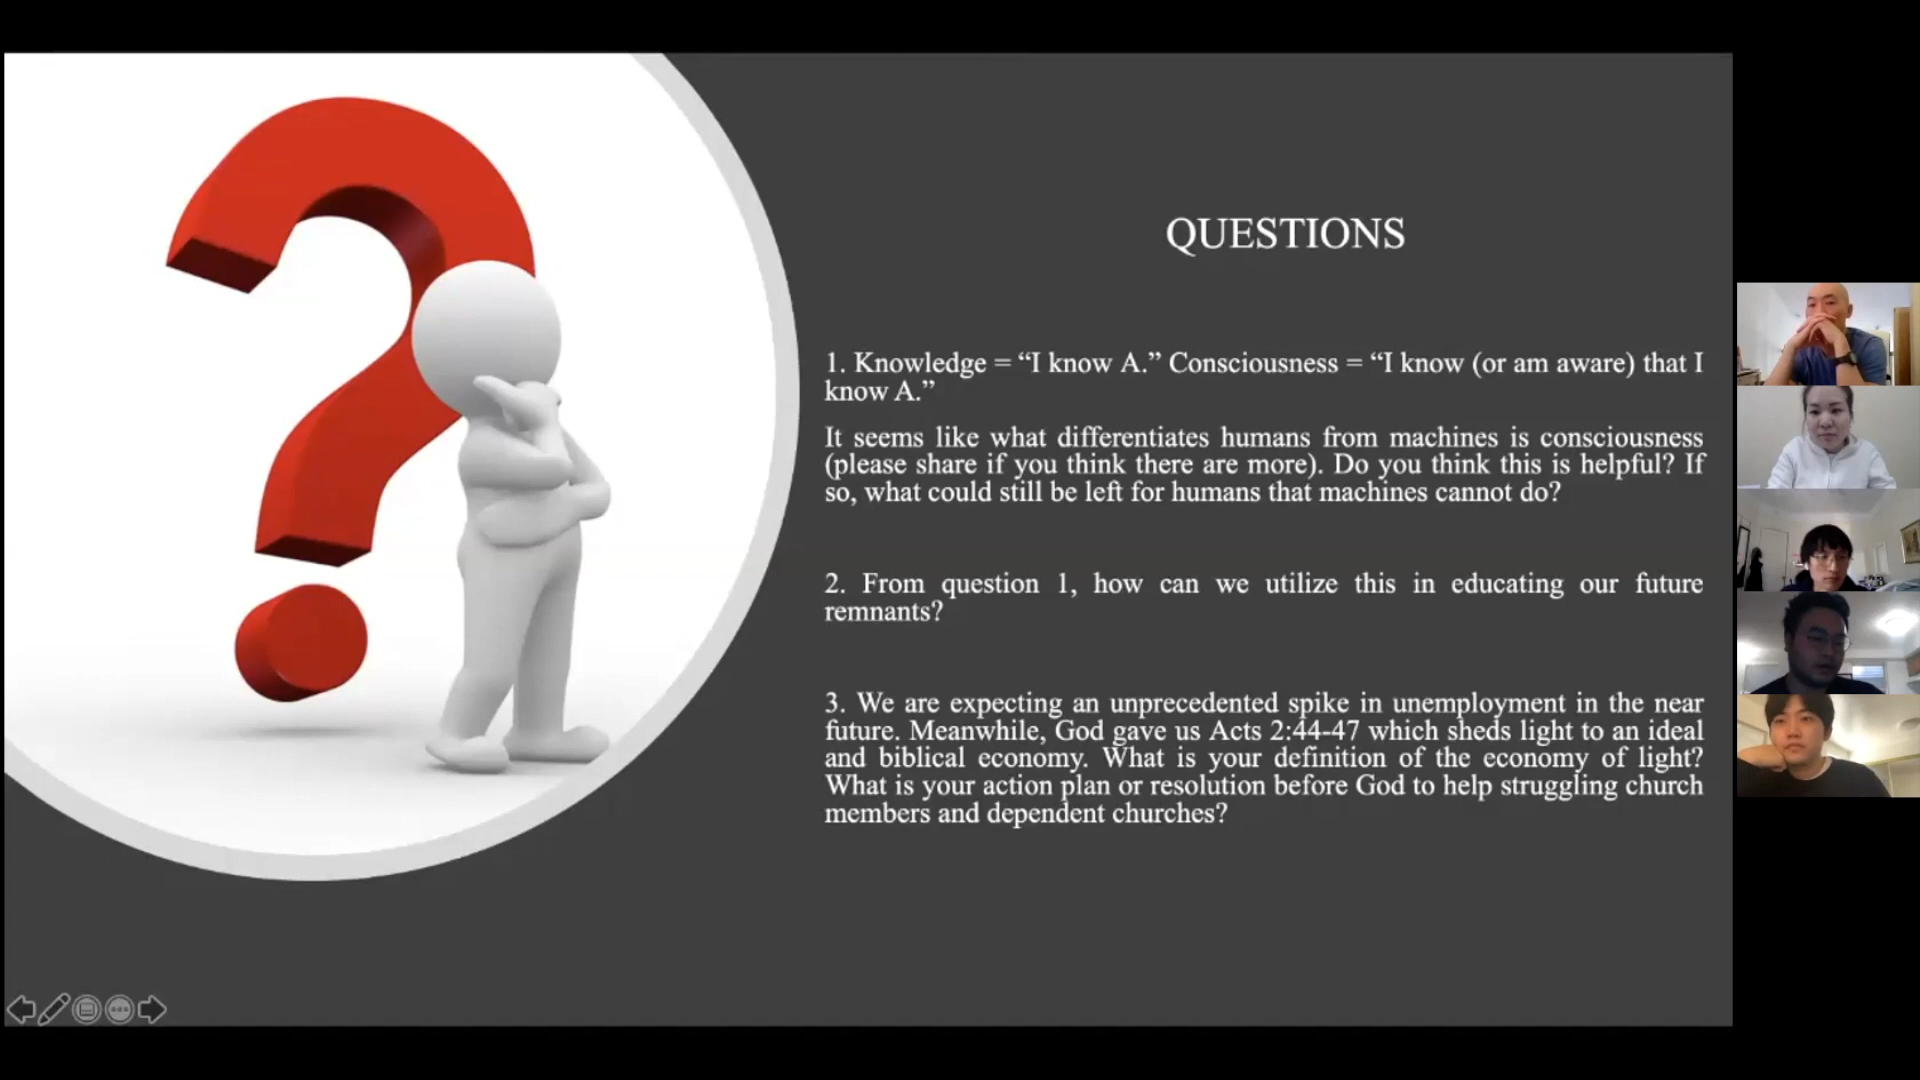 QUESTIONS
1. Knowledge = “I know A.” Consciousness = “I know (or am aware) that I
know A.”
It seems like what differentiates humans from machines is consciousness
(please share if you think there are more). Do you think this is helpful? If
so, what could still be left for humans that machines cannot do?
2. From question 1, how can we utilize this in educating our future
remnants?
3. We are expecting an unprecedented spike in unemployment in the near
future. Meanwhile, God gave us Acts 2:44-47 which sheds light to an ideal
and biblical economy. What is your definition of the economy of light?
What is your action plan or resolution before God to help struggling church
members and dependent churches?